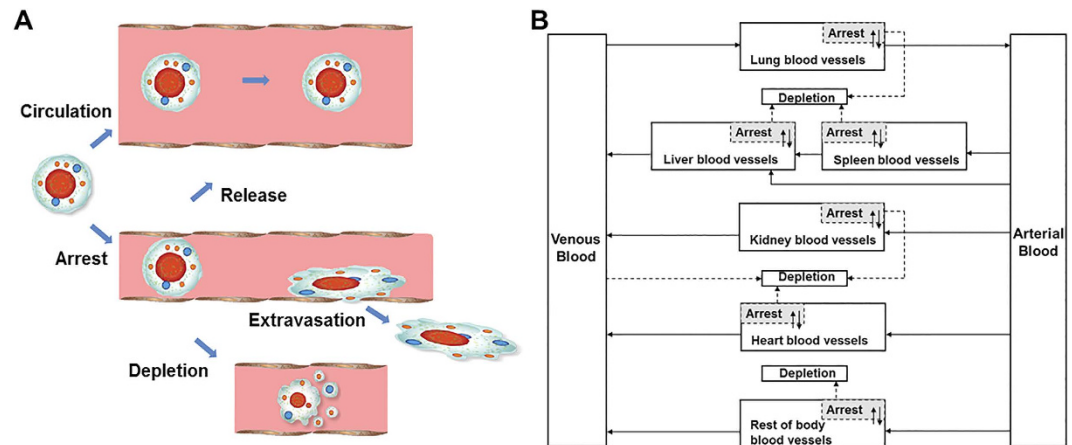 A
Circulation
Release
Arrest
Extravasation
Depletion
B
Arrest
Lung blood vessels
Depletion
Arrest
Liver blood vessels
Arrest
Spleen blood vessels
Arrest
Kidney blood vessels
Venous
Blood
Arterial
Blood
Depletion
Arrest
Heart blood vessels
Depletion
Arrest
Rest of body
blood vessels